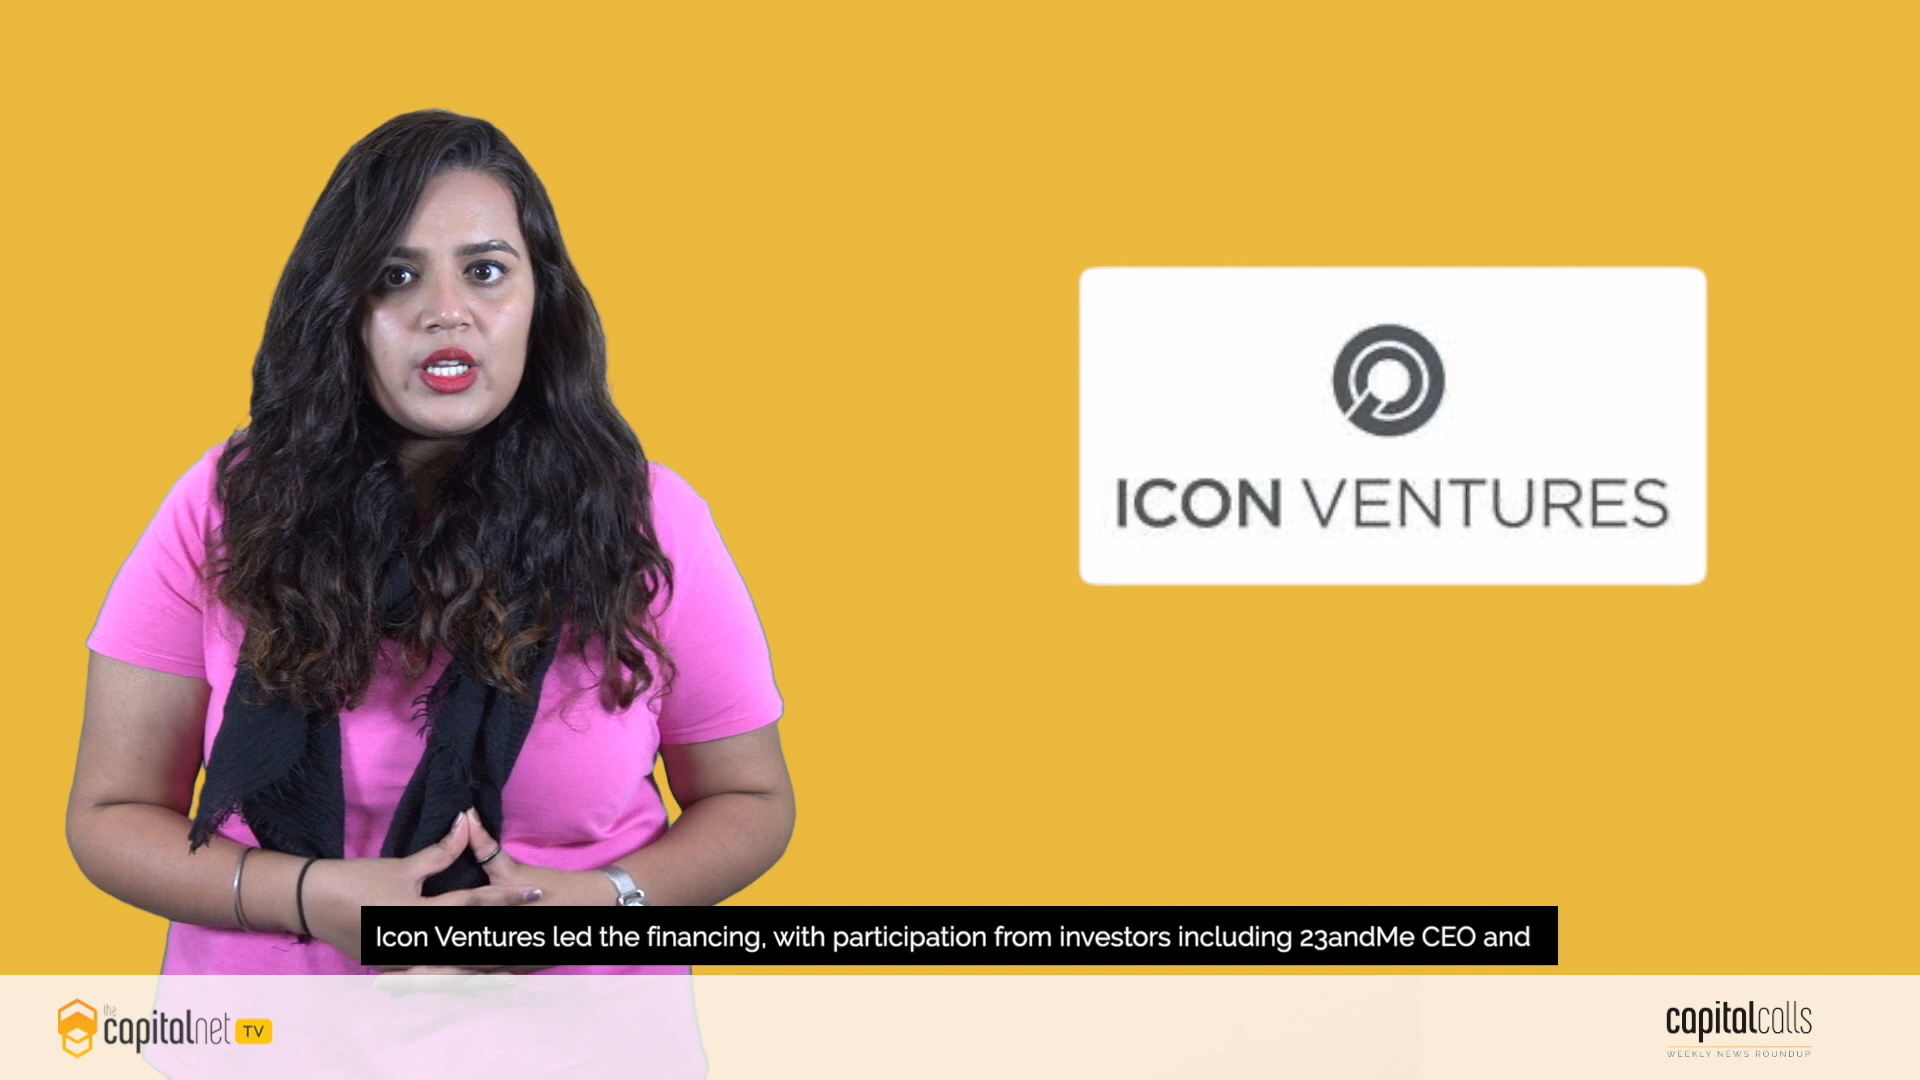 ICON VENTURES
Icon Ventures led the financing, with participation from investors including 23andMe CEO and
the
capitalnet TV
capitalcalls
WEEKLY NEWS ROUNDUP